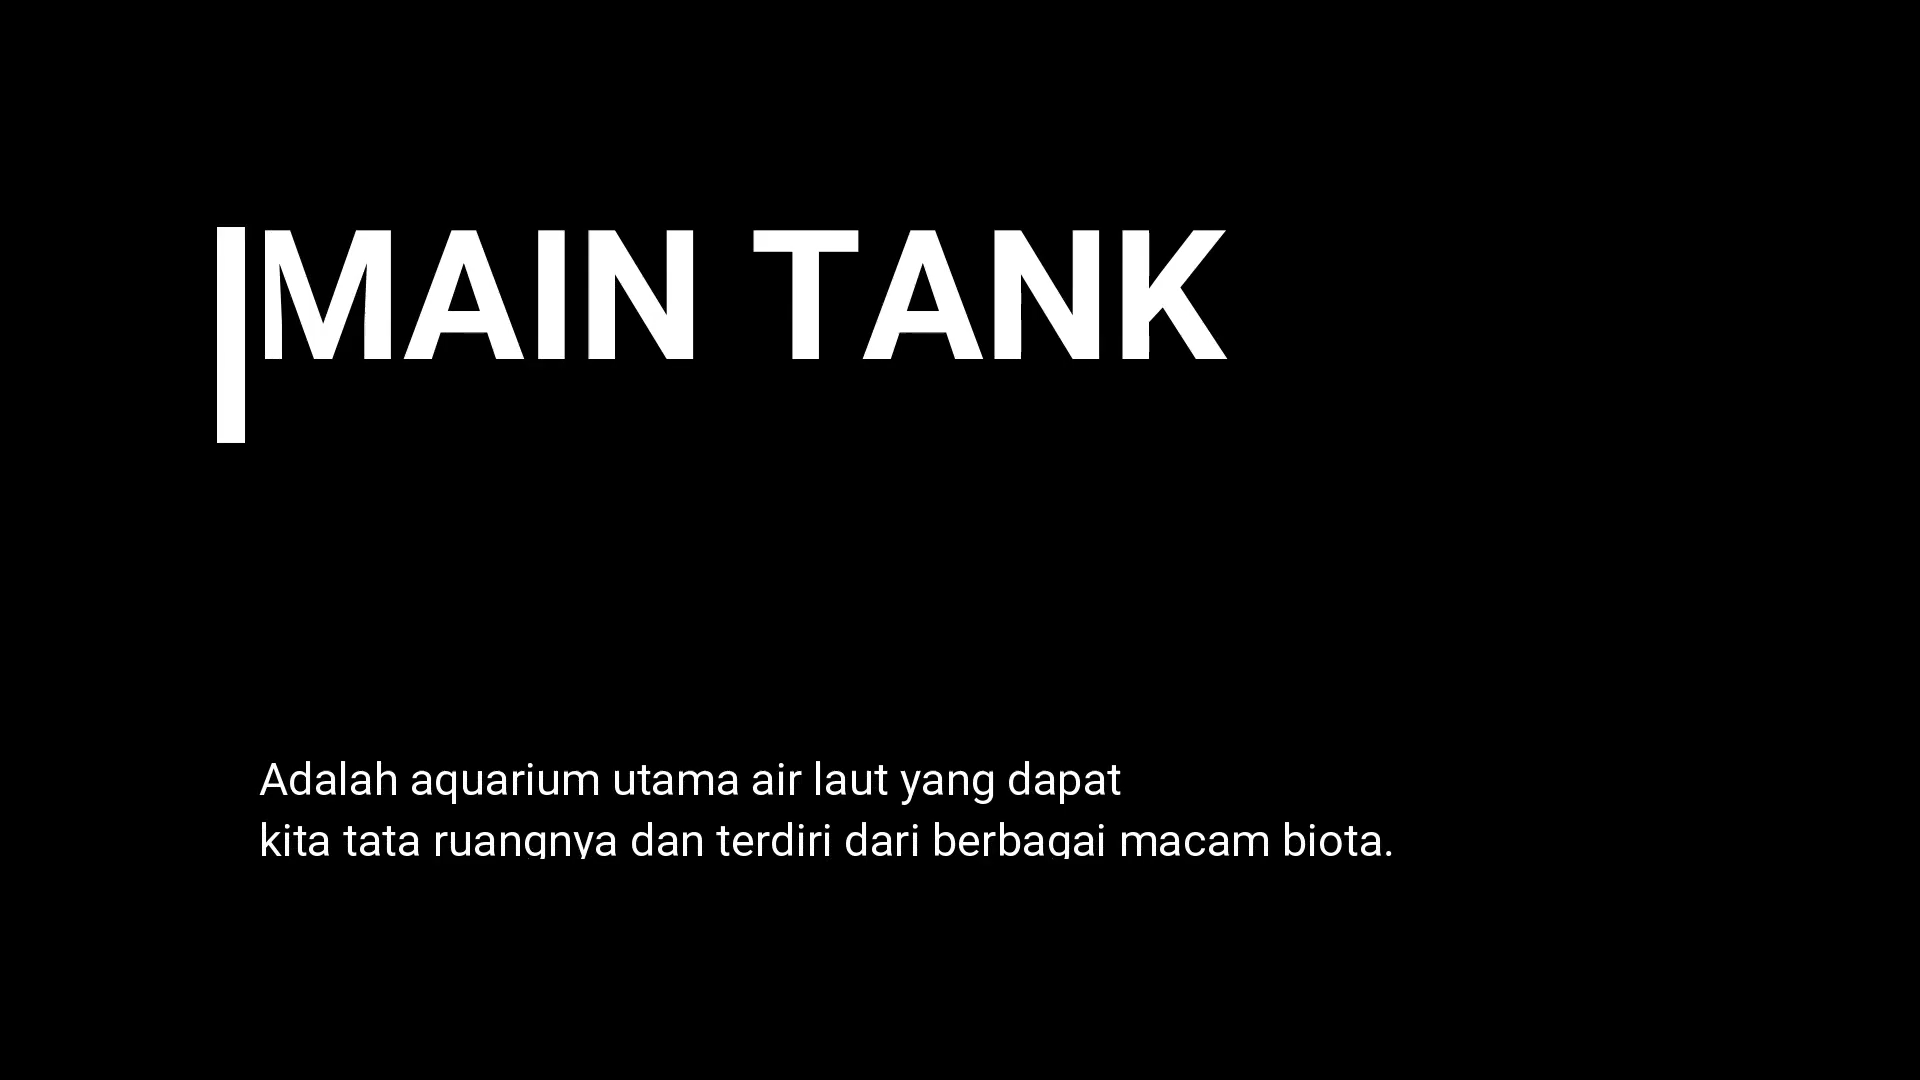 MAIN TANK
Adalah aquarium utama air laut yang dapat
kita tata ruangnya dan terdiri dari berbagai macam biota.